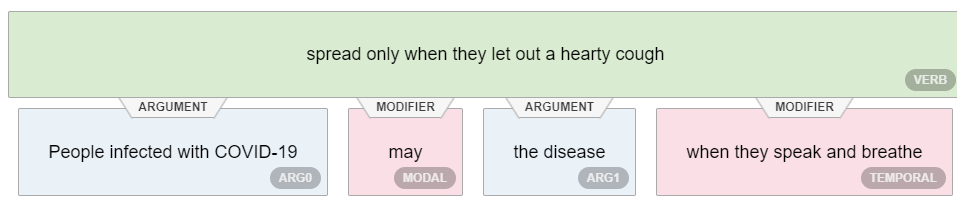 spread only when they let out a hearty cough
VERB
ARGUMENT MODIFIER ARGUMENT MODIFIER
People infected with COVID-19 may the disease when they speak and breathe
ARG0 MODAL ARG1 TEMPORAL